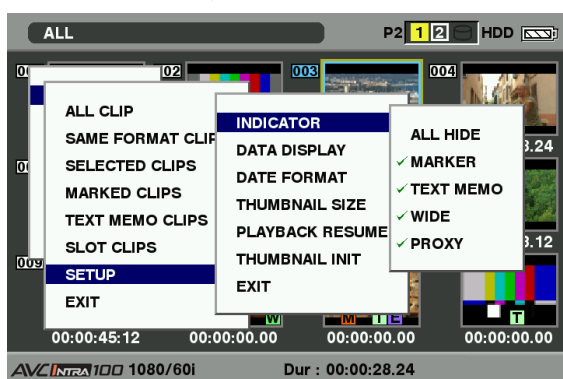 ALL
P2 1 2 HDD
02
003
004
ALL CLIP
SAME FORMAT CLIP
SELECTED CLIPS
MARKED CLIPS
TEXT MEMO CLIPS
SLOT CLIPS
SETUP
EXIT
INDICATOR
DATA DISPLAY
DATE FORMAT
THUMBNAIL SIZE
PLAYBACK RESUME
THUMBNAIL INIT
EXIT
ALL HIDE
✓MARKER
✓TEXT MEMO
✓WIDE
✓PROXY
3.24
3.12
009
W
M T E
T
00:00:45:12 00:00:00.00 00:00:00.00 00:00:00.00
AVC INTRA 100 1080/60i Dur : 00:00:28.24